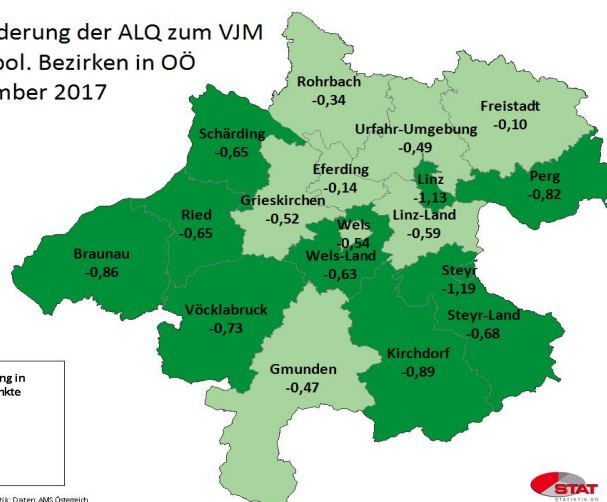 derung der ALQ zum VJM
pol. Bezirken in OÖ
mber 2017
Rohrbach
-0,34
Freistadt
-0,10
Urfahr-Umgebung
-0,49
Schärding
-0,65
Eferding
-0,14
Linz
-1,13
Perg
-0,82
Grieskirchen
-0,52
Ried
-0,65
Linz-Land
-0,59
Wels
-0,54
Wels-Land
-0,63
Braunau
-0,86
Steyr
-1,19
Vöcklabruck
-0,73
Steyr-Land
-0,68
Kirchdorf
-0,89
Gmunden
-0,47
ng in
nkte
tik; Daten: AMS Österreich
STAT
STATISTIK OÖ